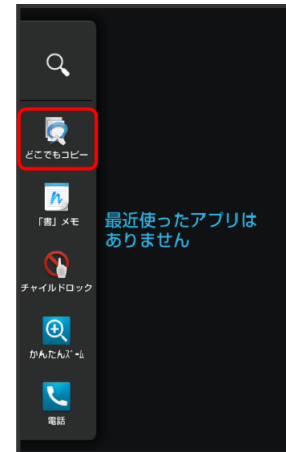 どこでもコピー
「書」メモ
チャイルドロック
かんたんｽﾞｰﾑ
電話
最近使ったアプリは
ありません